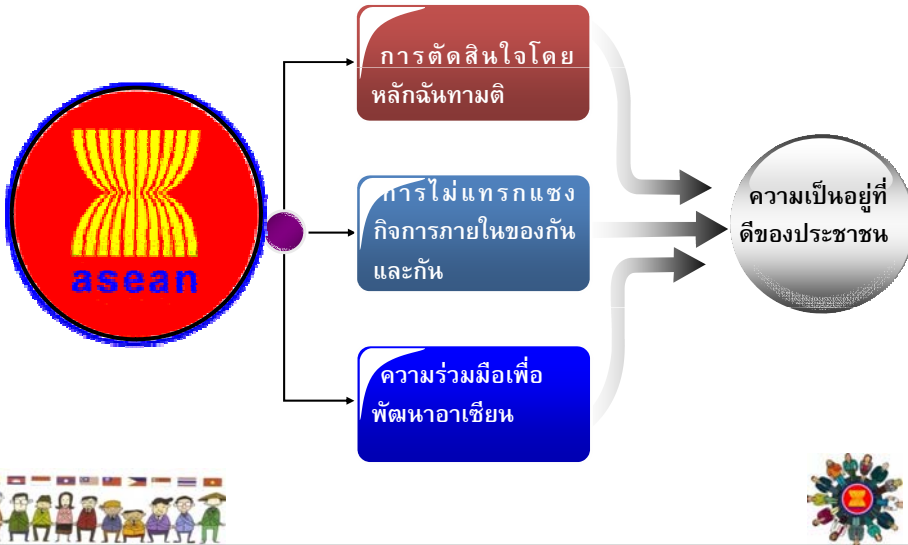 การตัดสินใจโดย
หลักฉันทามติ
asean
การไม่แทรกแซง
กิจการภายในของกัน
และกัน
ความร่วมมือเพื่อ
พัฒนาอาเซียน
ความเป็นอยู่ที่
ดีของประชาชน